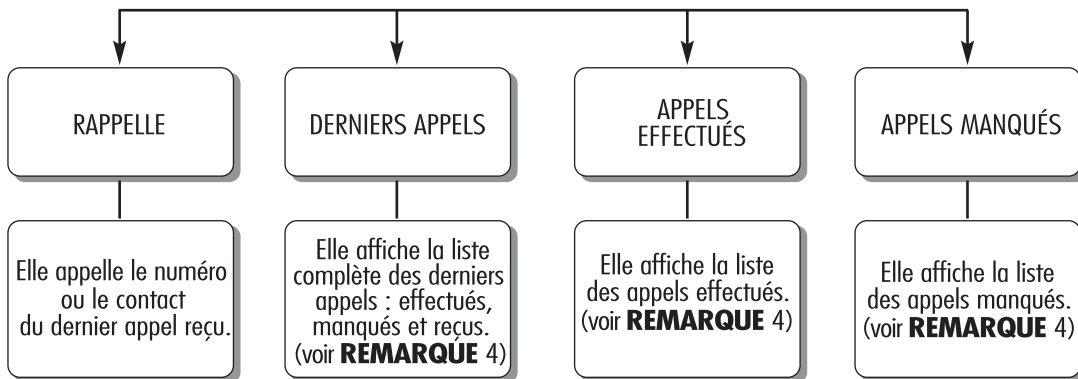 RAPPELLE
DERNIERS APPELS
APPELS
EFFECTUÉS
APPELS MANQUÉS
Elle appelle le numéro
ou le contact
du dernier appel reçu.
Elle affiche la liste
complète des derniers
appels : effectués,
manqués et reçus.
(voir REMARQUE 4)
Elle affiche la liste
des appels effectués.
(voir REMARQUE 4)
Elle affiche la liste
des appels manqués.
(voir REMARQUE 4)